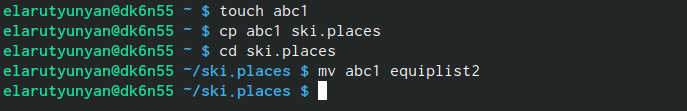 elarutyunyan@dk6n55 ~ $ touch abc1
elarutyunyan@dk6n55 ~ $ cp abc1 ski.places
elarutyunyan@dk6n55 ~ $ cd ski.places
elarutyunyan@dk6n55 ~/ski.places $ mv abc1 equiplist2
elarutyunyan@dk6n55 ~/ski.places $